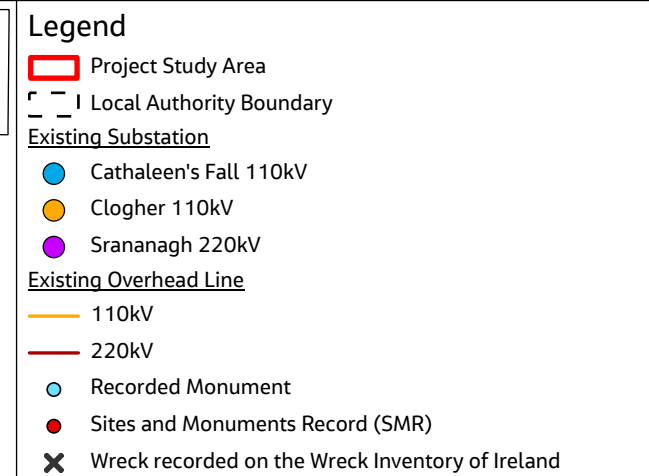 Legend
Project Study Area
Local Authority Boundary
Existing Substation
Cathaleen's Fall 110kV
Clogher 110kV
Srananagh 220kV
Existing Overhead Line
110kV
220kV
Recorded Monument
Sites and Monuments Record (SMR)
Wreck recorded on the Wreck Inventory of Ireland